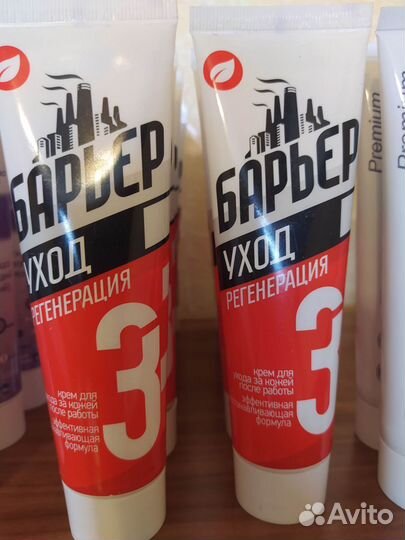 БАРЬЕР
УХОД
РЕГЕНЕРАЦИЯ
3
крем для
ухода за кожей
после работы
эффективная
формула
БАРЬЕР
УХОД
РЕГЕНЕРАЦИЯ
3
крем для
ухода за кожей
после работы
эффективная
формула
Premium
Premium
Avito